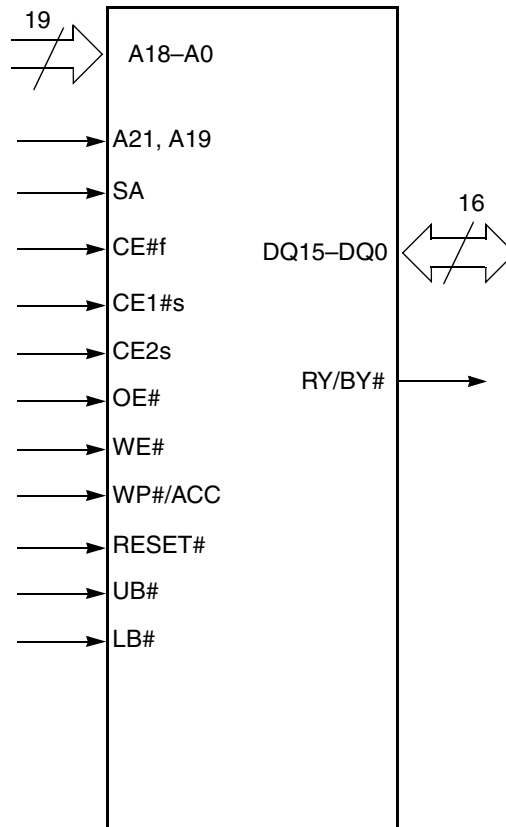 19
A18–A0
A21, A19
SA
16
CE#f
DQ15–DQ0
CE1#s
CE2s
RY/BY#
OE#
WE#
WP#/ACC
RESET#
UB#
LB#